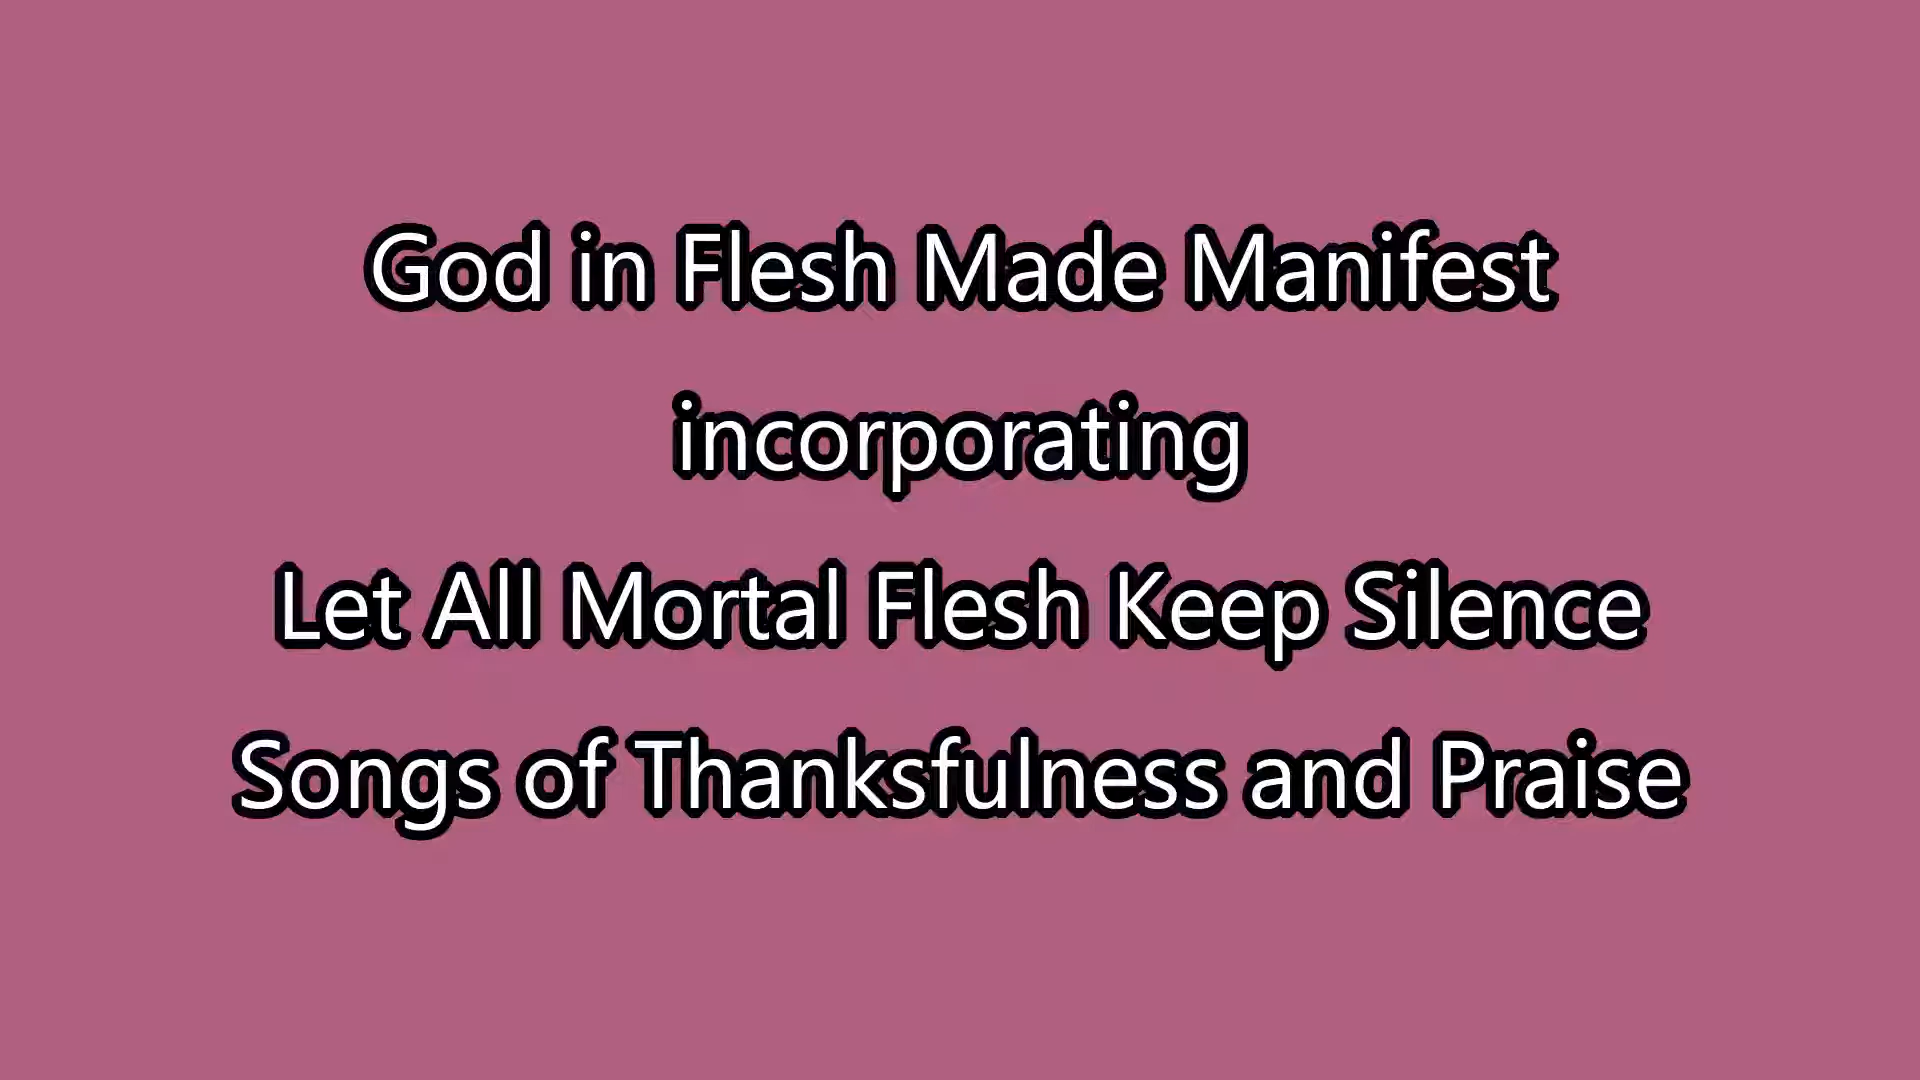 God in Flesh Made Manifest
incorporating
Let All Mortal Flesh Keep Silence
Songs of Thanksfulness and Praise